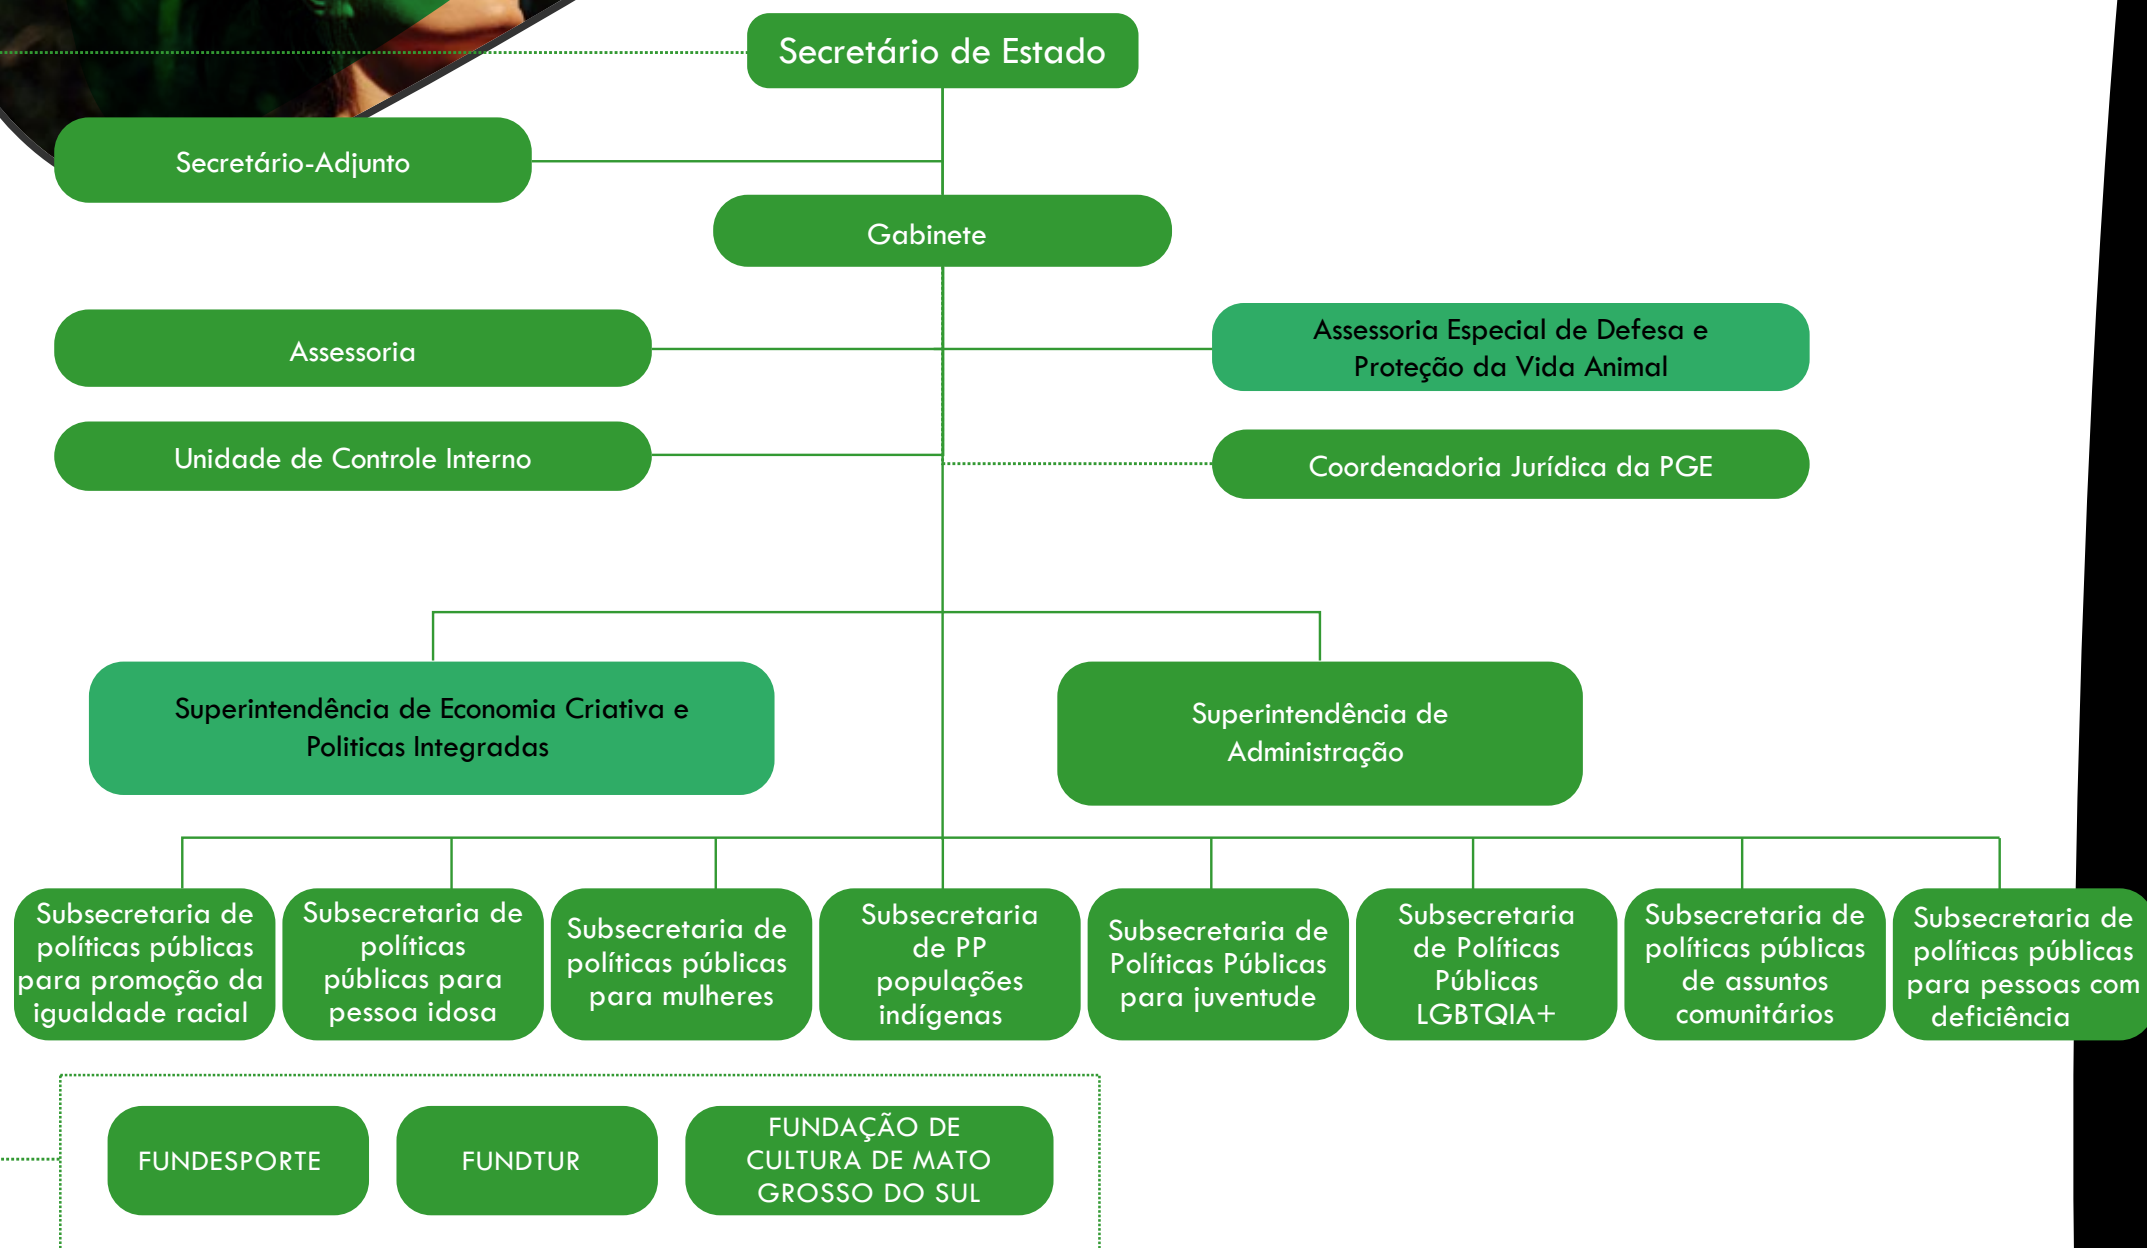 Secretário de Estado
Secretário-Adjunto
Gabinete
Assessoria
Assessoria Especial de Defesa e
Proteção da Vida Animal
Unidade de Controle Interno
Coordenadoria Jurídica da PGE
Superintendência de Economia Criativa e
Politicas Integradas
Superintendência de
Administração
Subsecretaria de
políticas públicas
para promoção da
igualdade racial
Subsecretaria de
políticas
públicas para
pessoa idosa
Subsecretaria de
políticas públicas
para mulheres
Subsecretaria
de PP
populações
indígenas
Subsecretaria de
Políticas Públicas
para juventude
Subsecretaria
de Políticas
Públicas
LGBTQIA+
Subsecretaria de
políticas públicas
de assuntos
comunitários
Subsecretaria de
políticas públicas
para pessoas com
deficiência
FUNDESPORTE
FUNDTUR
FUNDAÇÃO DE
CULTURA DE MATO
GROSSO DO SUL